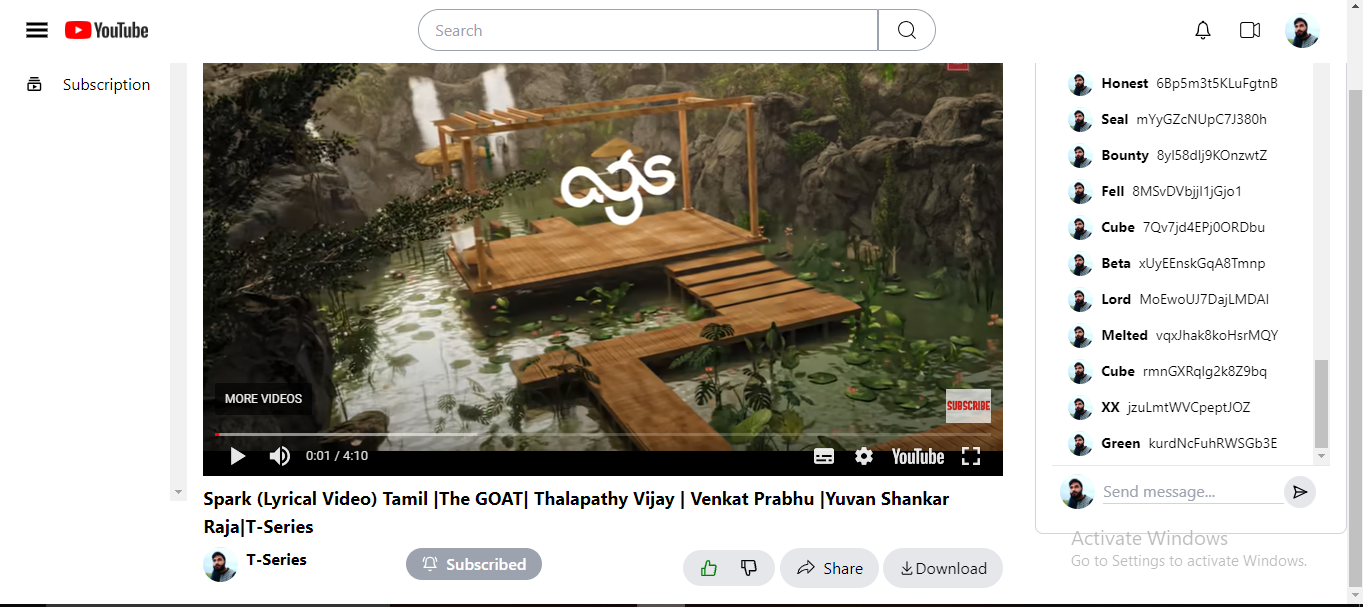 YouTube
Search
Subscription
ags
MORE VIDEOS
SUBSCRIBE
0:01 / 4:10
YouTube
Spark (Lyrical Video) Tamil |The GOAT| Thalapathy Vijay | Venkat Prabhu |Yuvan Shankar
Raja|T-Series
T-Series
Subscribed
Share
Download
Honest 6Bp5m3t5KLuFgtnB
Seal mYyGZcNUpC7J380h
Bounty 8yI58dIj9KOnzwtZ
Fell 8MSvDVbjjI1jGjo1
Cube 7Qv7jd4EPj0ORDbu
Beta xUyEEnskGqA8Tmnp
Lord MoEwoUJ7DajLMDAI
Melted vqxJhak8koHsrMQY
Cube rmnGXRqIg2k8Z9bq
XX jzuLmtWVCpeptJOZ
Green kurdNcFuhRWSGb3E
Send message...
Activate Windows
Go to Settings to activate Windows.